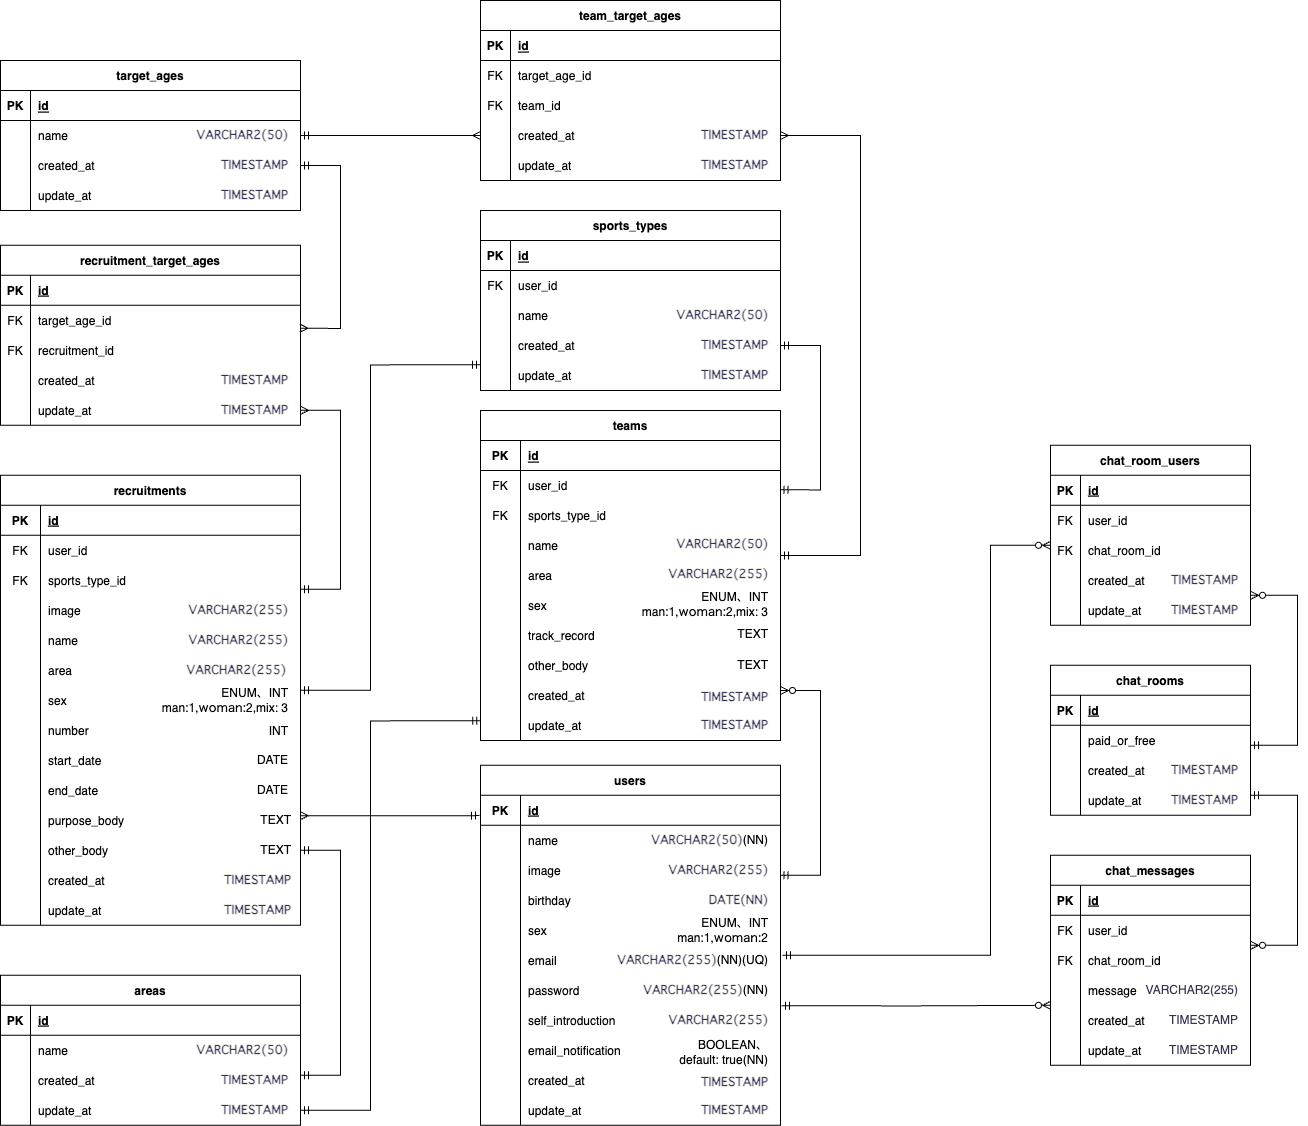 target_ages
PK id
name VARCHAR2(50)
created_at TIMESTAMP
update_at TIMESTAMP
recruitment_target_ages
PK id
FK target_age_id
FK recruitment_id
created_at TIMESTAMP
update_at TIMESTAMP
recruitments
PK id
FK user_id
FK sports_type_id
image VARCHAR2(255)
name VARCHAR2(255)
area VARCHAR2(255)
sex ENUM、INT
man:1,woman:2,mix: 3
number INT
start_date DATE
end_date DATE
purpose_body TEXT
other_body TEXT
created_at TIMESTAMP
update_at TIMESTAMP
areas
PK id
name VARCHAR2(50)
created_at TIMESTAMP
update_at TIMESTAMP
team_target_ages
PK id
FK target_age_id
FK team_id
created_at TIMESTAMP
update_at TIMESTAMP
sports_types
PK id
FK user_id
name VARCHAR2(50)
created_at TIMESTAMP
update_at TIMESTAMP
teams
PK id
FK user_id
FK sports_type_id
name VARCHAR2(50)
area VARCHAR2(255)
sex ENUM、INT
man:1,woman:2,mix: 3
track_record TEXT
other_body TEXT
created_at TIMESTAMP
update_at TIMESTAMP
users
PK id
name VARCHAR2(50)(NN)
image VARCHAR2(255)
birthday DATE(NN)
sex ENUM、INT
man:1,woman:2
email VARCHAR2(255)(NN)(UQ)
password VARCHAR2(255)(NN)
self_introduction VARCHAR2(255)
email_notification BOOLEAN、
default: true(NN)
created_at TIMESTAMP
update_at TIMESTAMP
chat_room_users
PK id
FK user_id
FK chat_room_id
created_at TIMESTAMP
update_at TIMESTAMP
chat_rooms
PK id
paid_or_free
created_at TIMESTAMP
update_at TIMESTAMP
chat_messages
PK id
FK user_id
FK chat_room_id
message VARCHAR2(255)
created_at TIMESTAMP
update_at TIMESTAMP